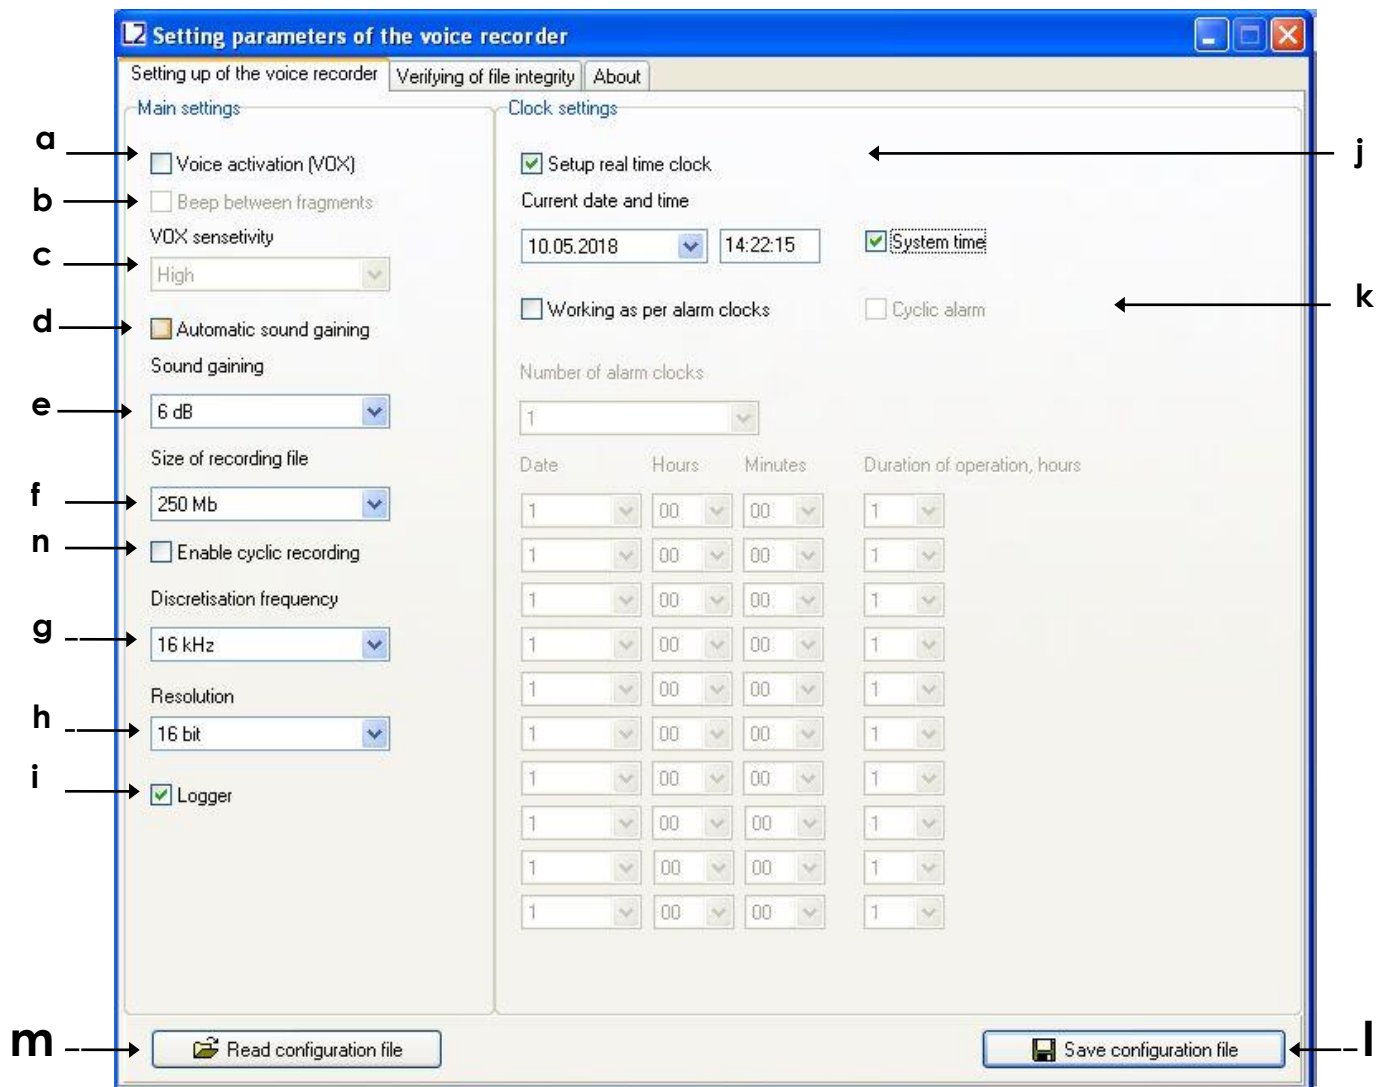 L2 Setting parameters of the voice recorder
Setting up of the voice recorder Verifying of file integrity About
Main settings
a Voice activation (VOX)
b Beep between fragments
VOX sensetivity
c High
d Automatic sound gaining
Sound gaining
e 6 dB
Size of recording file
f 250 Mb
n Enable cyclic recording
Discretisation frequency
g 16 kHz
Resolution
h 16 bit
i Logger
Clock settings
Setup real time clock j
Current date and time
10.05.2018 14:22:15 System time
Working as per alarm clocks Cyclic alarm k
Number of alarm clocks
1
Date Hours Minutes Duration of operation, hours
1 00 00 1
1 00 00 1
1 00 00 1
1 00 00 1
1 00 00 1
1 00 00 1
1 00 00 1
1 00 00 1
1 00 00 1
1 00 00 1
m Read configuration file Save configuration file l